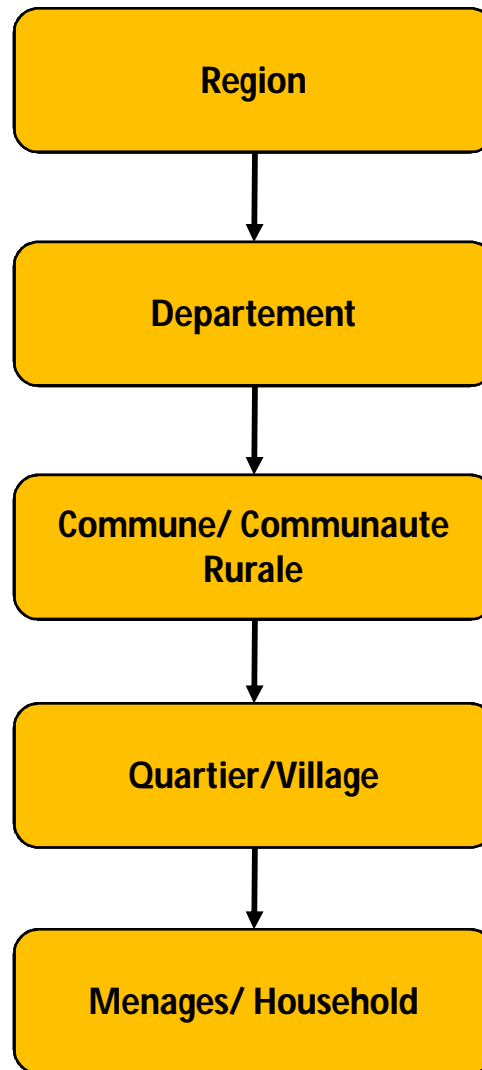 Region
Departement
Commune/ Communaute
Rurale
Quartier/Village
Menages/ Household